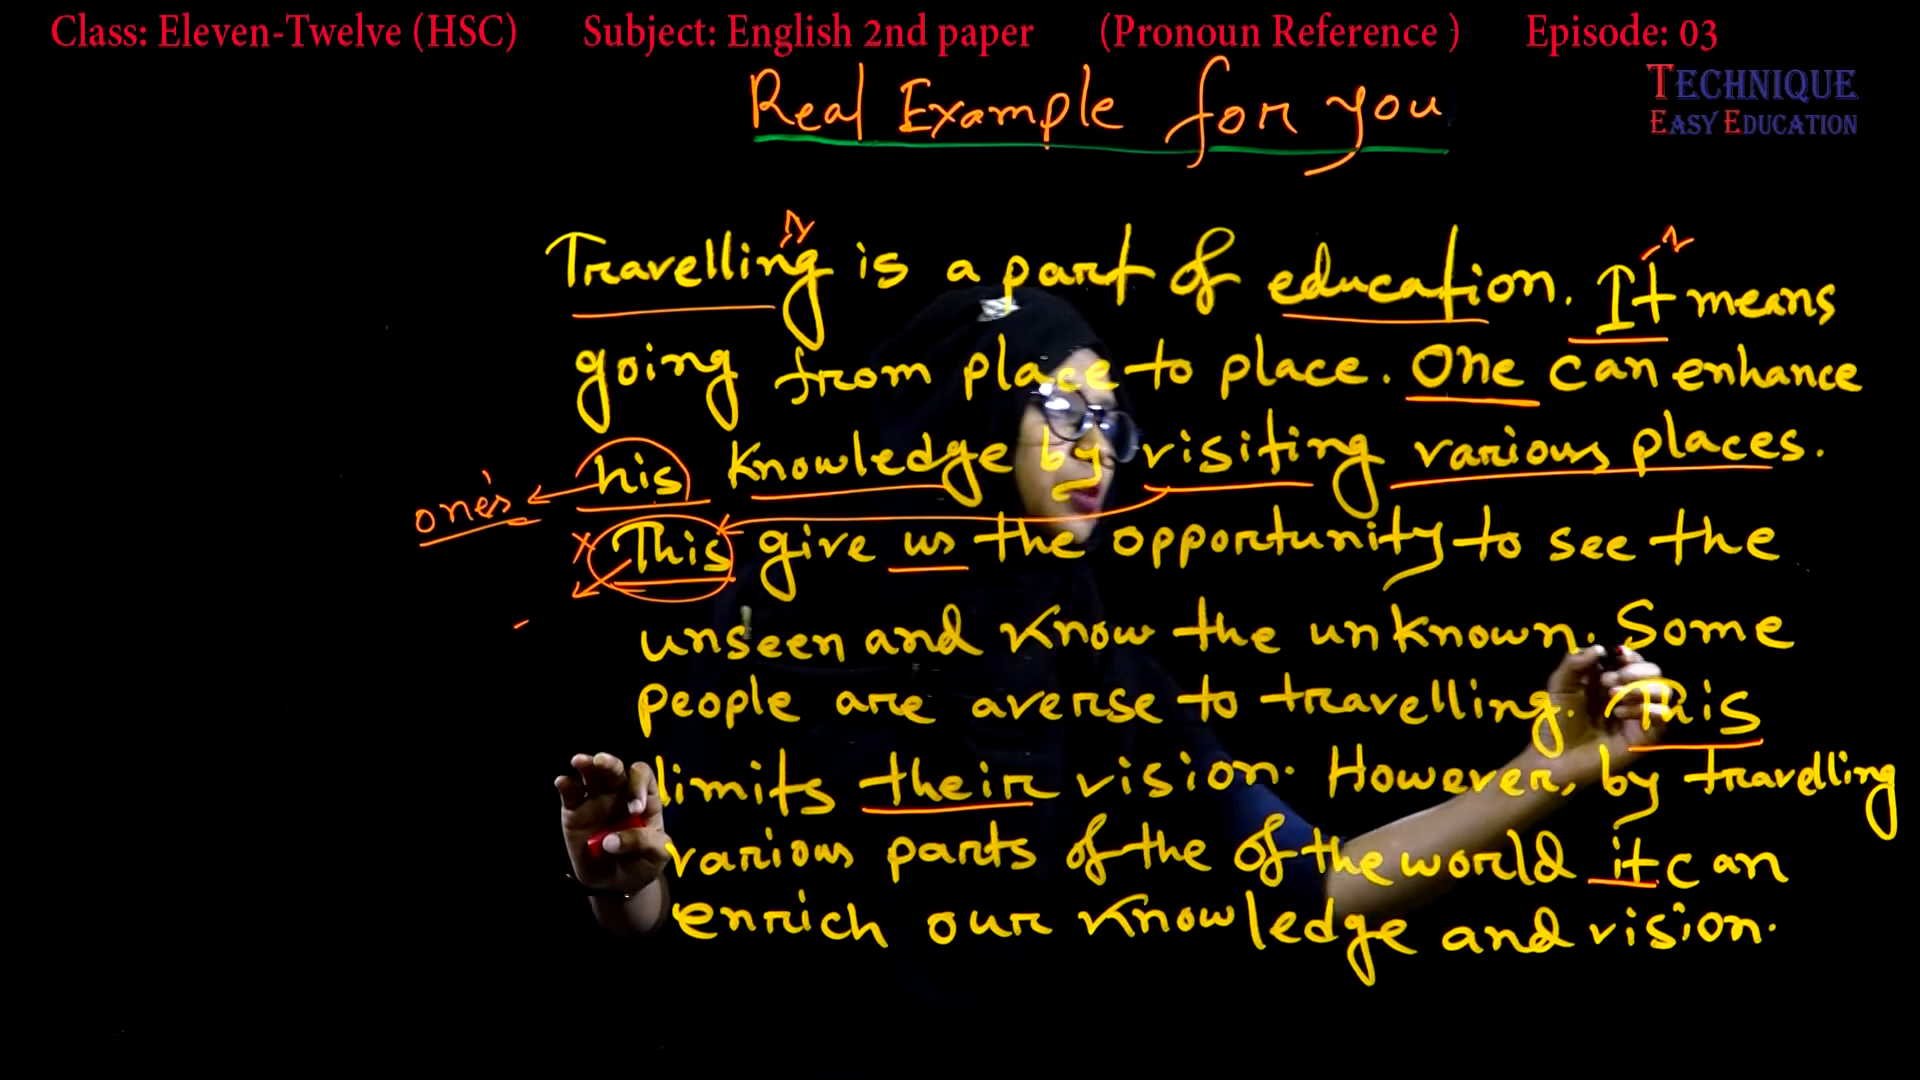 Class: Eleven-Twelve (HSC) Subject: English 2nd paper (Pronoun Reference ) Episode: 03
TECHNIQUE
EASY EDUCATION
Real Example for you
Travelling is a part of education. It means
going from place to place. One can enhance
his knowledge by visiting various places.
one's
This give us the opportunity to see the
unseen and know the unknown. Some
people are averse to travelling. This
limits their vision. However, by travelling
various parts of the of the world it can
enrich our knowledge and vision.